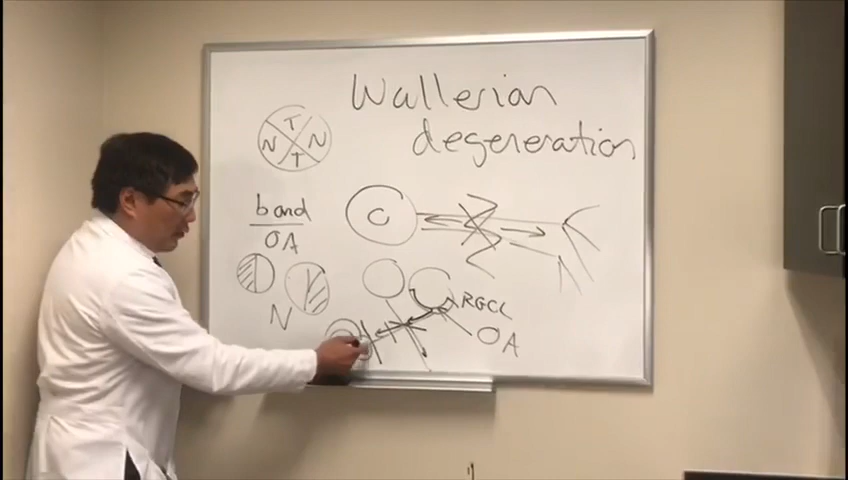 Wallerian
degeneration
T
N N
T
band
OA
C
N
RGCL
OA